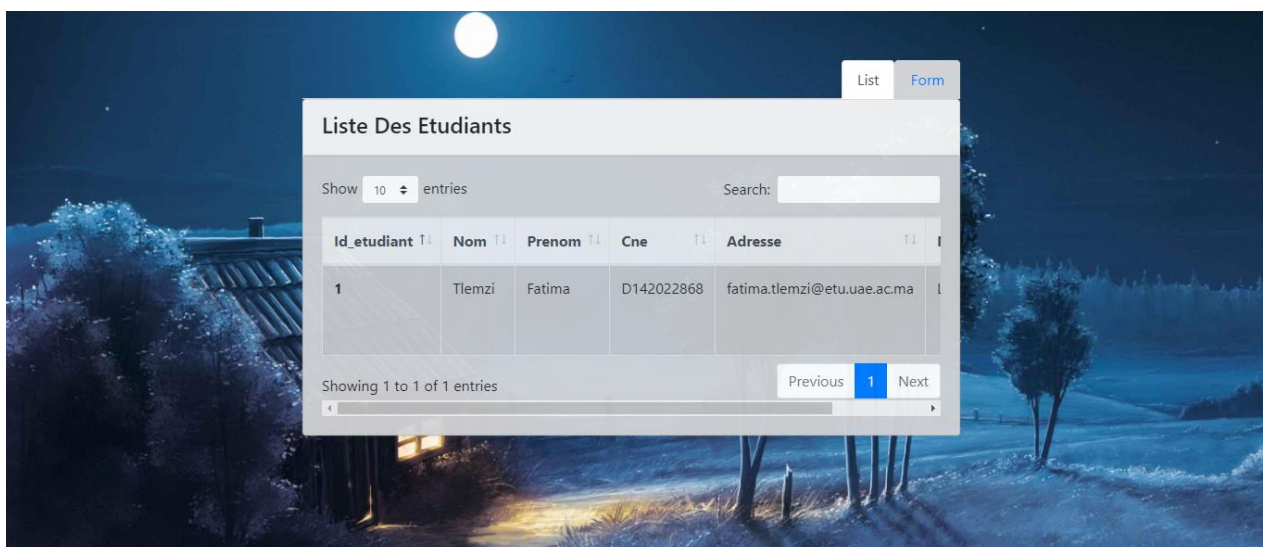 List Form
Liste Des Etudiants
Show 10 entries Search:
Id_etudiant Nom Prenom Cne Adresse
1 Tlemzi Fatima D142022868 fatima.tlemzi@etu.uae.ac.ma
Showing 1 to 1 of 1 entries Previous 1 Next